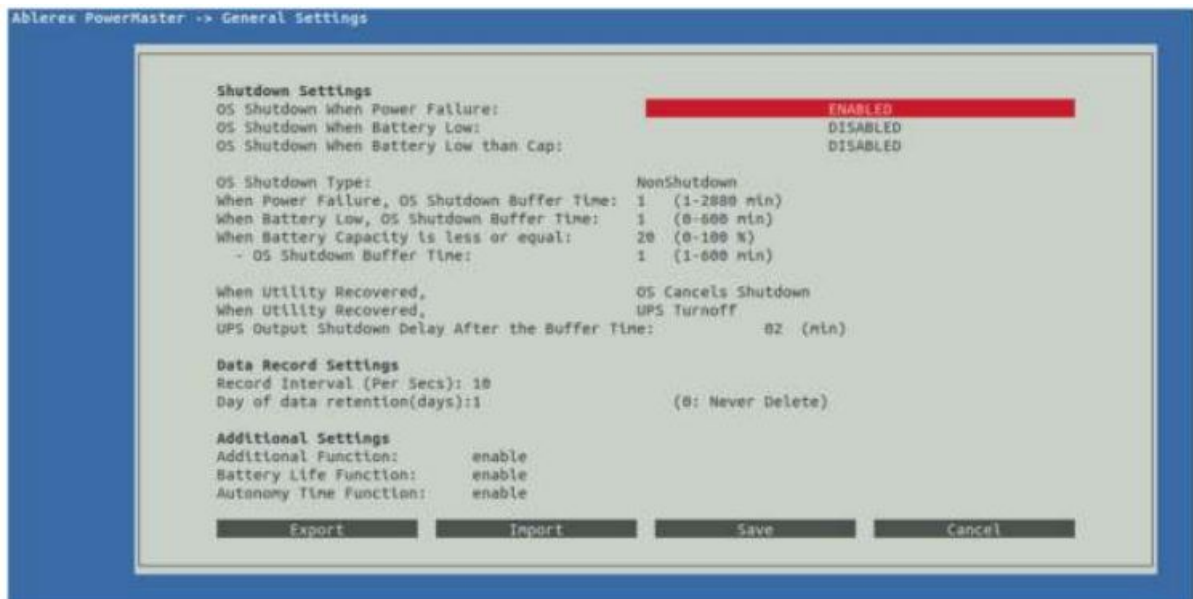 Ablerex PowerMaster -> General Settings
Shutdown Settings
OS Shutdown When Power Failure: ENABLED
OS Shutdown When Battery Low: DISABLED
OS Shutdown When Battery Low than Cap: DISABLED
OS Shutdown Type: NonShutdown
When Power Failure, OS Shutdown Buffer Time: 1 (1-2880 min)
When Battery Low, OS Shutdown Buffer Time: 1 (0-600 min)
When Battery Capacity is less or equal: 20 (0-100 %)
- OS Shutdown Buffer Time: 1 (1-600 min)
When Utility Recovered, OS Cancels Shutdown
When Utility Recovered, UPS Turnoff
UPS Output Shutdown Delay After the Buffer Time: 02 (min)
Data Record Settings
Record Interval (Per Secs): 10
Day of data retention(days):1 (0: Never Delete)
Additional Settings
Additional Function: enable
Battery Life Function: enable
Autonomy Time Function: enable
Export Import Save Cancel